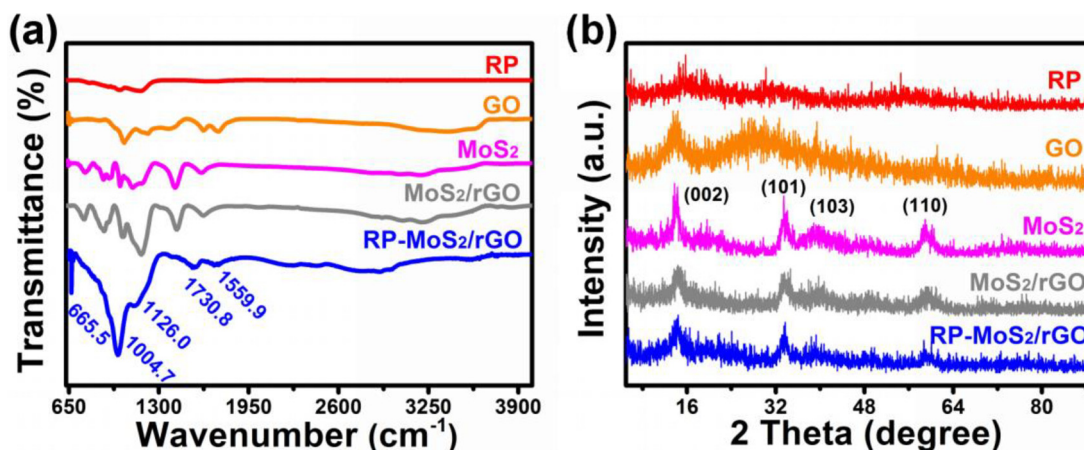 (a)
Transmittance (%)
RP
GO
MoS₂
MoS₂/rGO
RP-MoS₂/rGO
665.5
1004.7
1126.0
1730.8
1559.9
650 1300 1950 2600 3250 3900
Wavenumber (cm⁻¹)
(b)
Intensity (a.u.)
RP
GO
(002)
(101)
(103)
(110)
MoS₂
MoS₂/rGO
RP-MoS₂/rGO
16 32 48 64 80
2 Theta (degree)